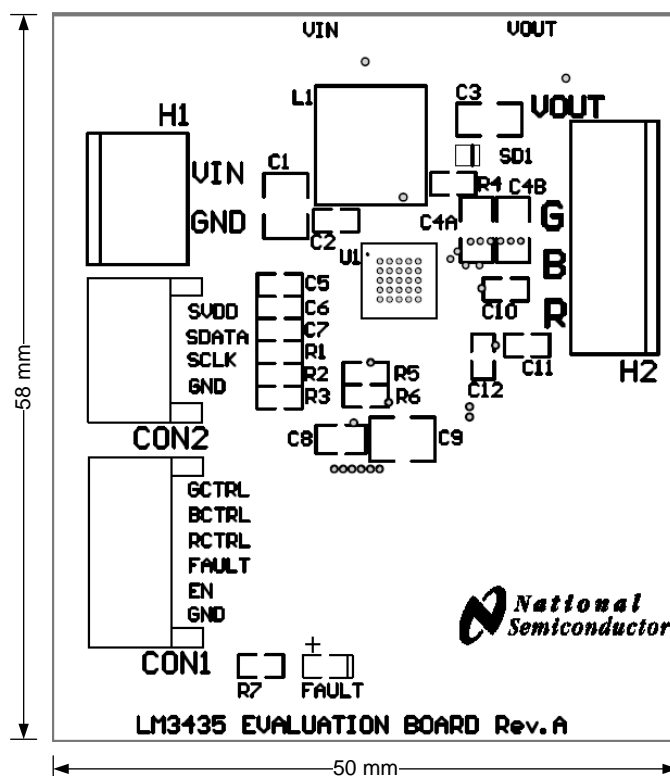 VIN VOUT
L1
C3
VOUT
H1
VIN
C1
SD1
R4
C4B
C4A
G
GND
C2
U1
B
C5
SVDD
C6
C10
R
SDATA
C7
SCLK
R1
C11
GND
R2
R5
H2
R3
R6
C12
CON2
C8
C9
58 mm
GCTRL
BCTRL
RCTRL
FAULT
EN
GND
National
Semiconductor
CON1
R7
+
FAULT
LM3435 EVALUATION BOARD Rev.A
50 mm